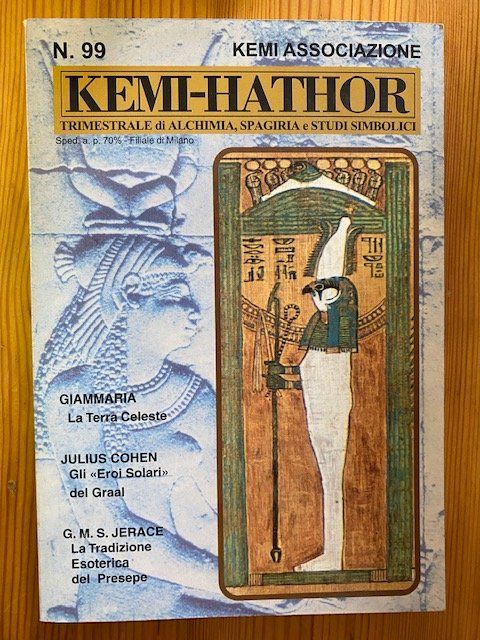 N. 99
KEMI ASSOCIAZIONE
KEMI-HATHOR
TRIMESTRALE di ALCHIMIA, SPAGIRIA e STUDI SIMBOLICI
Sped. a. p. 70% - Filiale di Milano
GIAMMARIA
La Terra Celeste
JULIUS COHEN
Gli «Eroi Solari»
del Graal
G. M. S. JERACE
La Tradizione
Esoterica
del Presepe